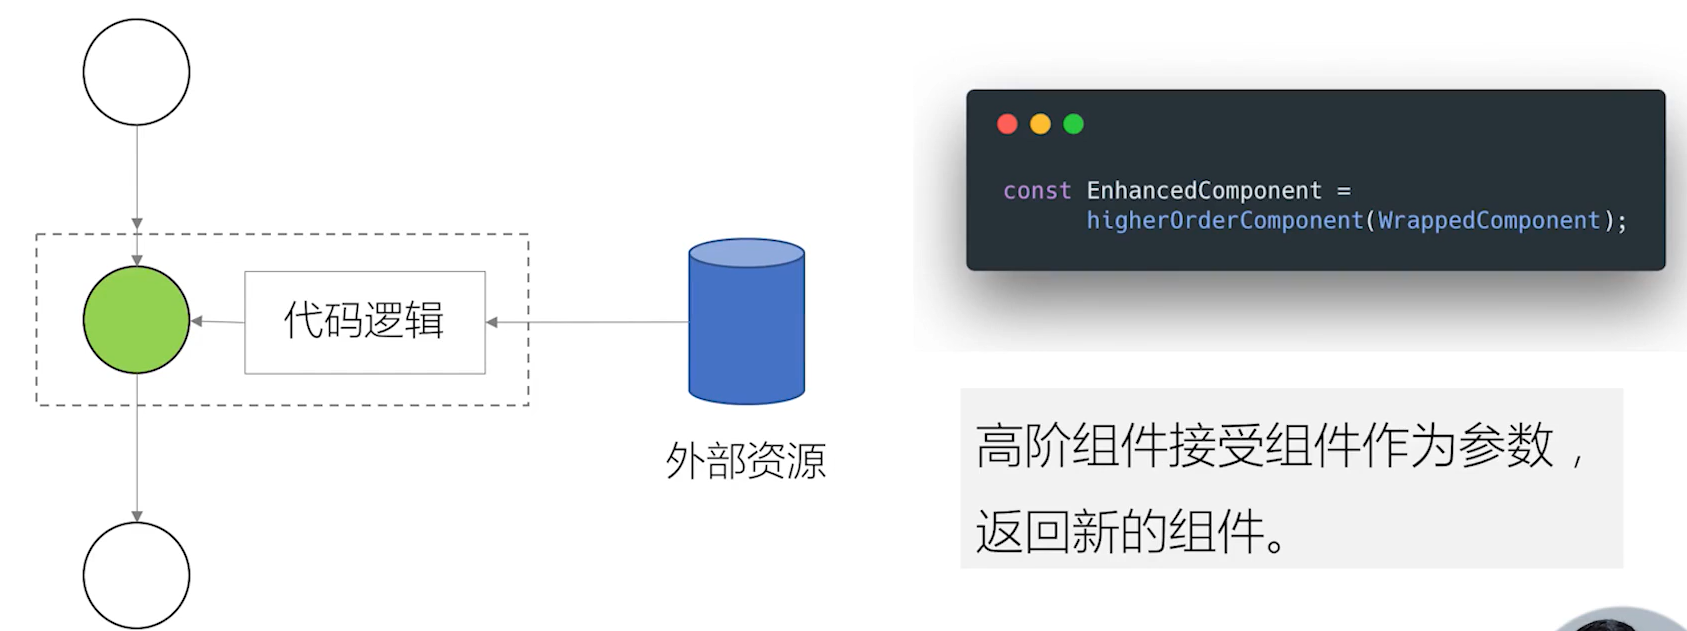 代码逻辑
外部资源
const EnhancedComponent =
higherOrderComponent(WrappedComponent);
高阶组件接受组件作为参数，
返回新的组件。